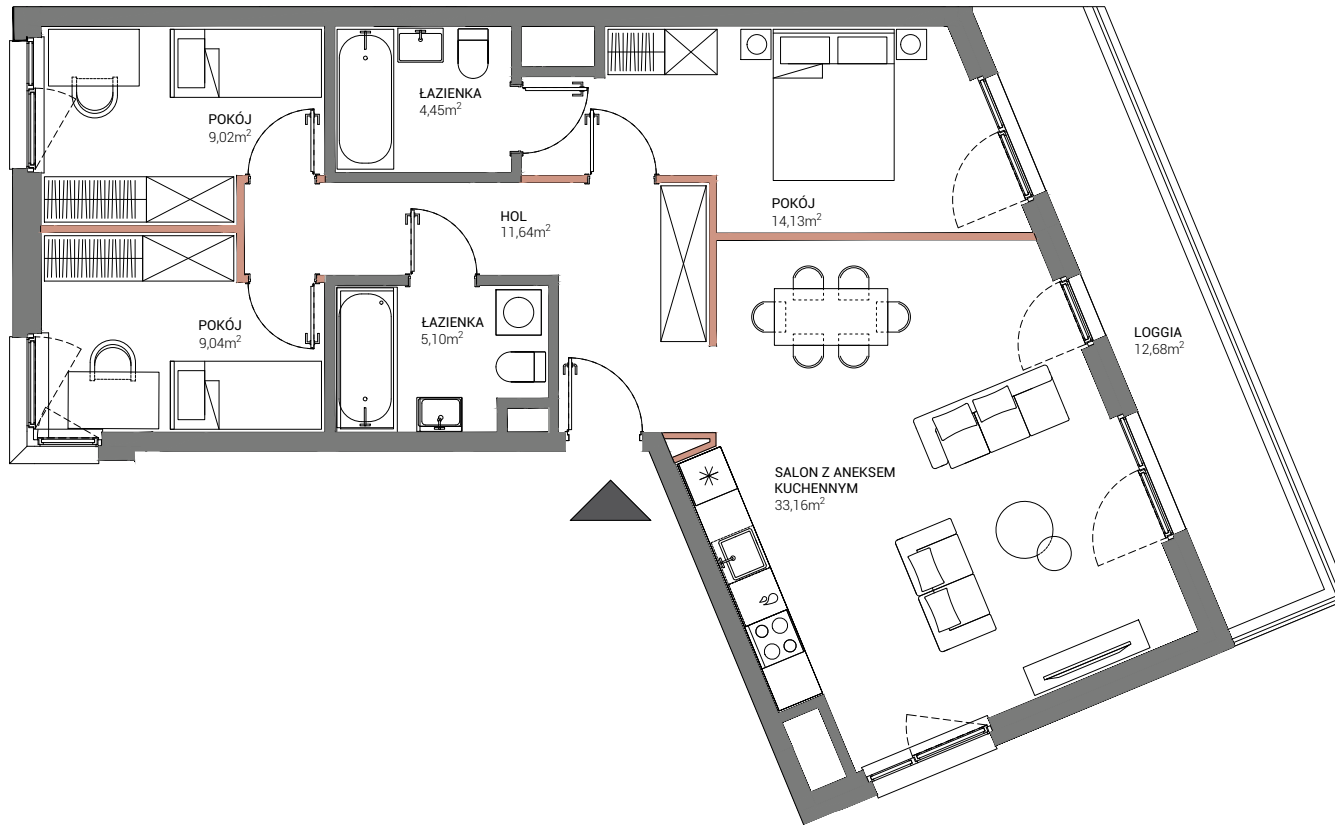 ŁAZIENKA
4,45m²
POKÓJ
9,02m²
POKÓJ
14,13m²
HOL
11,64m²
POKÓJ
9,04m²
ŁAZIENKA
5,10m²
LOGGIA
12,68m²
SALON Z ANEKSEM
KUCHENNYM
33,16m²